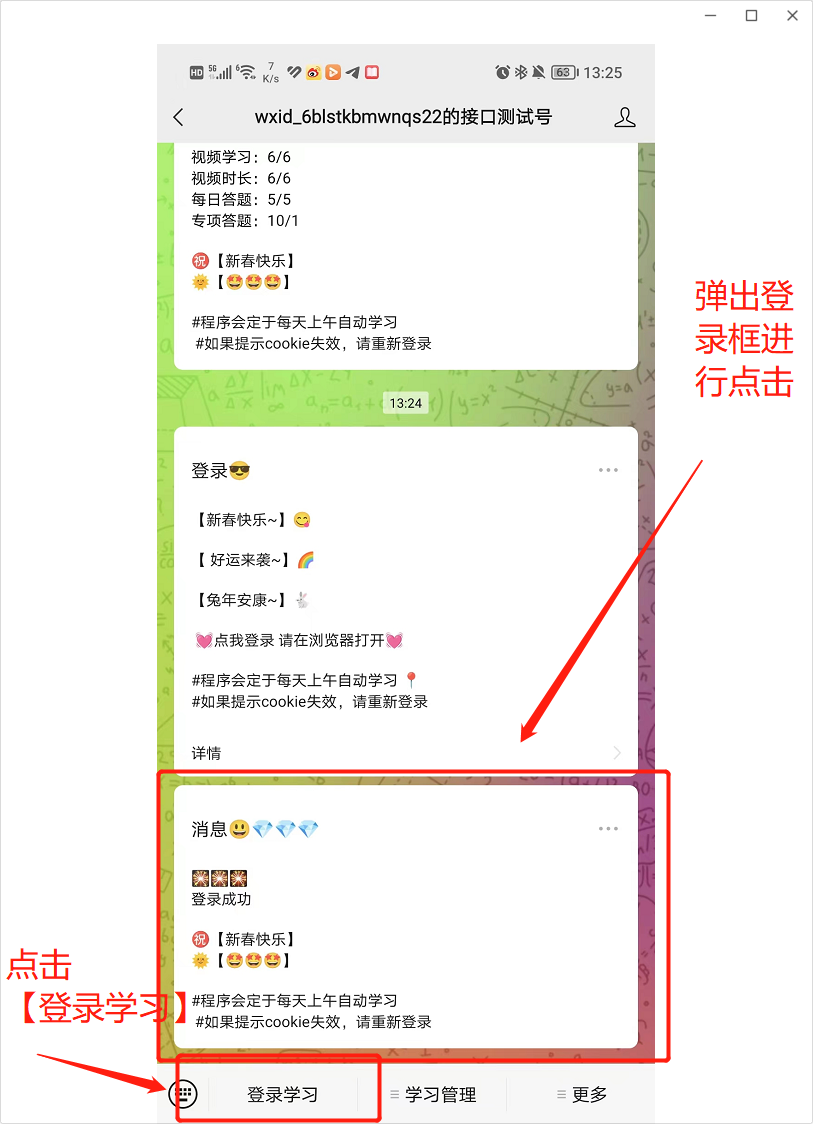 HD 5G 6 7 K/s 63 13:25
wxid_6blstkbmwnqs22的接口测试号
视频学习：6/6
视频时长：6/6
每日答题：5/5
专项答题：10/1
㊗【新春快乐】
🌞【🤩🤩🤩】
#程序会定于每天上午自动学习
#如果提示cookie失效，请重新登录
弹出登
录框进
行点击
13:24
登录😎
【新春快乐~】😋
【 好运来袭~】🌈
【兔年安康~】🐇
💓点我登录 请在浏览器打开💓
#程序会定于每天上午自动学习 📍
#如果提示cookie失效，请重新登录
详情
消息😃💎💎💎
🎇🎇🎇
登录成功
㊗【新春快乐】
🌞【🤩🤩🤩】
#程序会定于每天上午自动学习
#如果提示cookie失效，请重新登录
点击
【登录学习】
登录学习
学习管理
更多